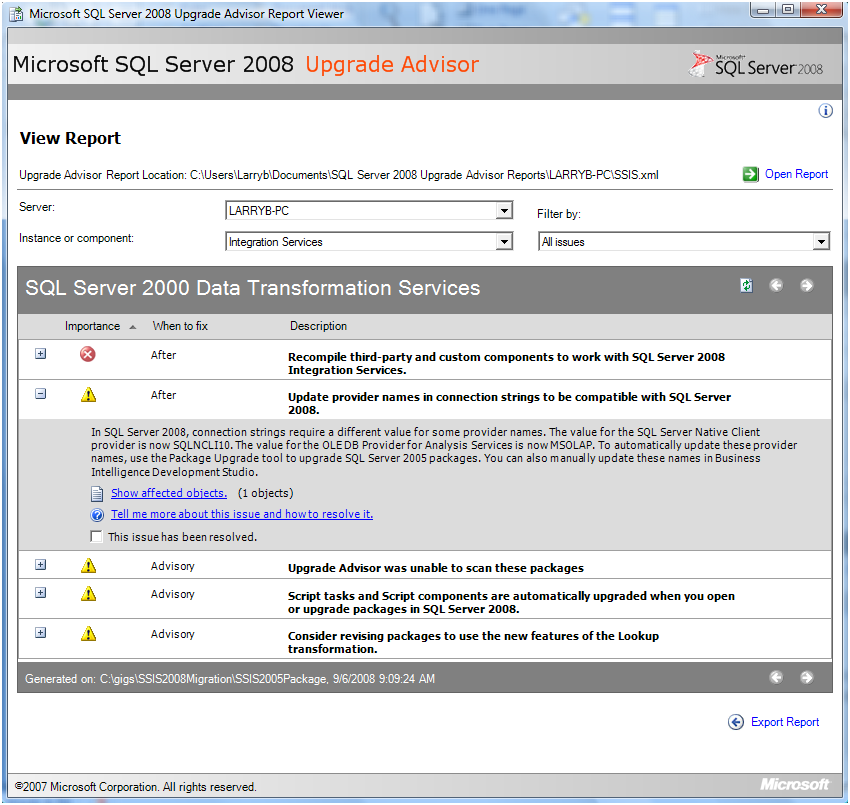 Microsoft SQL Server 2008 Upgrade Advisor Report Viewer
Microsoft SQL Server 2008 Upgrade Advisor
Microsoft
SQL Server 2008
View Report
Upgrade Advisor Report Location: C:\Users\Larryb\Documents\SQL Server 2008 Upgrade Advisor Reports\LARRYB-PC\SSIS.xml
Open Report
Server:
LARRYB-PC
Filter by:
Instance or component:
Integration Services
All issues
SQL Server 2000 Data Transformation Services
Importance When to fix Description
After
Recompile third-party and custom components to work with SQL Server 2008
Integration Services.
After
Update provider names in connection strings to be compatible with SQL Server
2008.
In SQL Server 2008, connection strings require a different value for some provider names. The value for the SQL Server Native Client
provider is now SQLNCLI10. The value for the OLE DB Provider for Analysis Services is now MSOLAP. To automatically update these provider
names, use the Package Upgrade tool to upgrade SQL Server 2005 packages. You can also manually update these names in Business
Intelligence Development Studio.
Show affected objects. (1 objects)
Tell me more about this issue and how to resolve it.
This issue has been resolved.
Advisory
Upgrade Advisor was unable to scan these packages
Advisory
Script tasks and Script components are automatically upgraded when you open
or upgrade packages in SQL Server 2008.
Advisory
Consider revising packages to use the new features of the Lookup
transformation.
Generated on: C:\gigs\SSIS2008Migration\SSIS2005Package, 9/6/2008 9:09:24 AM
Export Report
©2007 Microsoft Corporation. All rights reserved.
Microsoft